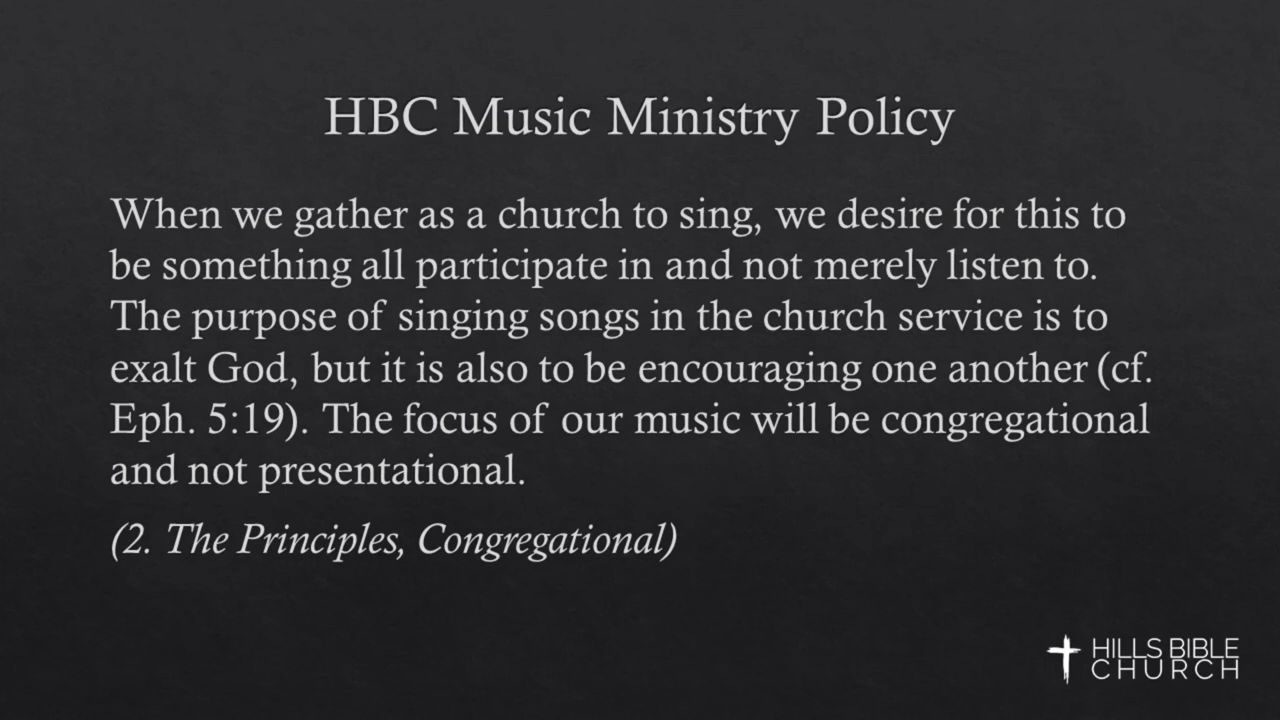 HBC Music Ministry Policy
When we gather as a church to sing, we desire for this to
be something all participate in and not merely listen to.
The purpose of singing songs in the church service is to
exalt God, but it is also to be encouraging one another (cf.
Eph. 5:19). The focus of our music will be congregational
and not presentational.
(2. The Principles, Congregational)
HILLS BIBLE
CHURCH